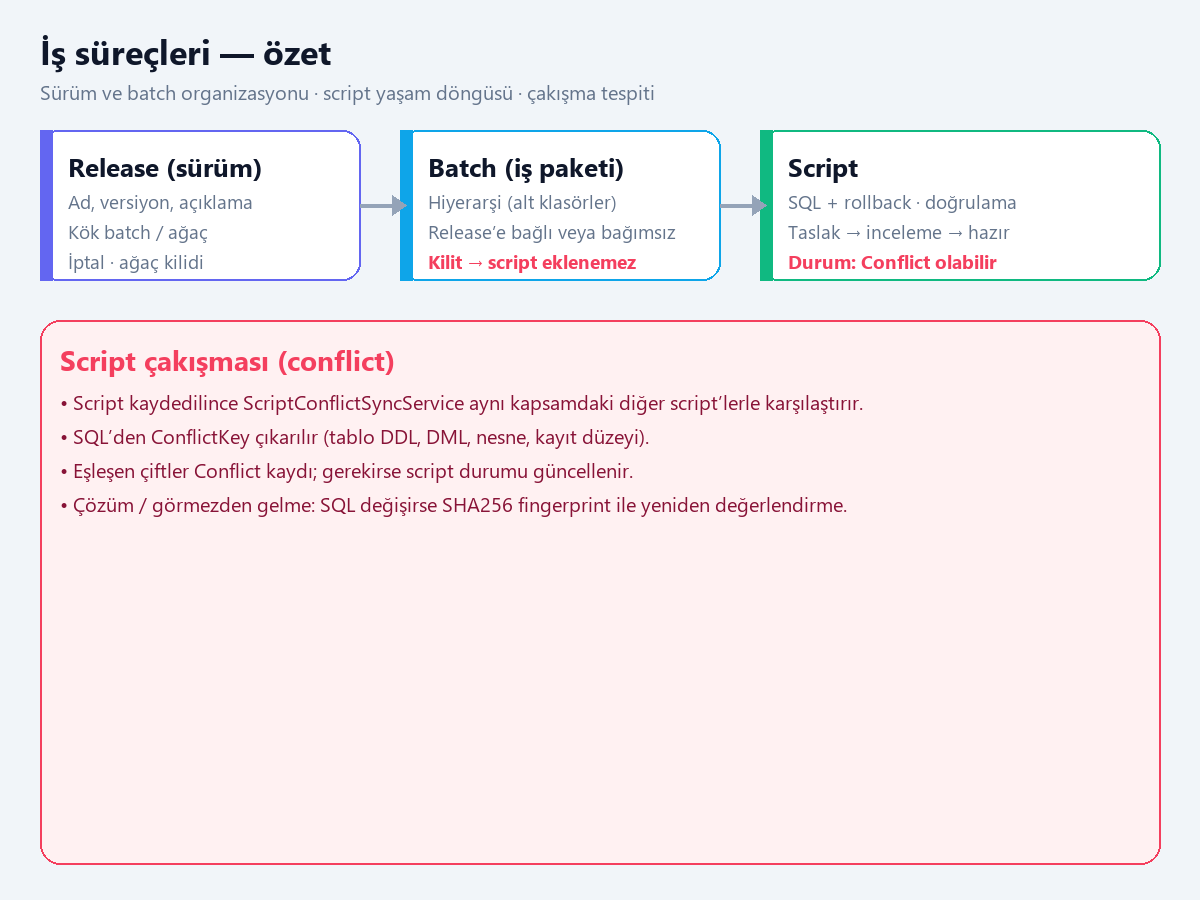 İş süreçleri — özet
Sürüm ve batch organizasyonu · script yaşam döngüsü · çakışma tespiti
Release (sürüm)
Ad, versiyon, açıklama
Kök batch / ağaç
İptal · ağaç kilidi
Batch (iş paketi)
Hiyerarşi (alt klasörler)
Release’e bağlı veya bağımsız
Kilit → script eklenemez
Script
SQL + rollback · doğrulama
Taslak → inceleme → hazır
Durum: Conflict olabilir
Script çakışması (conflict)
• Script kaydedilince ScriptConflictSyncService aynı kapsamdaki diğer script’lerle karşılaştırır.
• SQL’den ConflictKey çıkarılır (tablo DDL, DML, nesne, kayıt düzeyi).
• Eşleşen çiftler Conflict kaydı; gerekirse script durumu güncellenir.
• Çözüm / görmezden gelme: SQL değişirse SHA256 fingerprint ile yeniden değerlendirme.